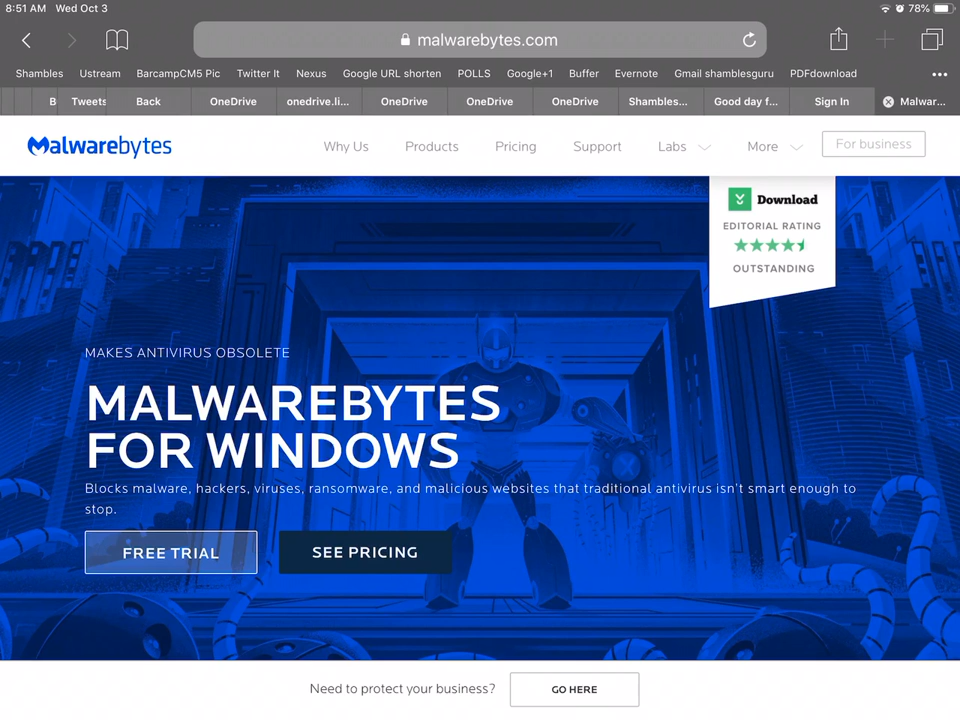 8:51 AM Wed Oct 3 78%
malwarebytes.com
Shambles Ustream BarcampCM5 Pic Twitter It Nexus Google URL shorten POLLS Google+1 Buffer Evernote Gmail shamblesguru PDFdownload
B Tweets Back OneDrive onedrive.li... OneDrive OneDrive OneDrive Shambles... Good day f... Sign In Malwar...
Malwarebytes Why Us Products Pricing Support Labs More For business
Download
EDITORIAL RATING
OUTSTANDING
MAKES ANTIVIRUS OBSOLETE
MALWAREBYTES
FOR WINDOWS
Blocks malware, hackers, viruses, ransomware, and malicious websites that traditional antivirus isn't smart enough to
stop.
FREE TRIAL SEE PRICING
Need to protect your business? GO HERE